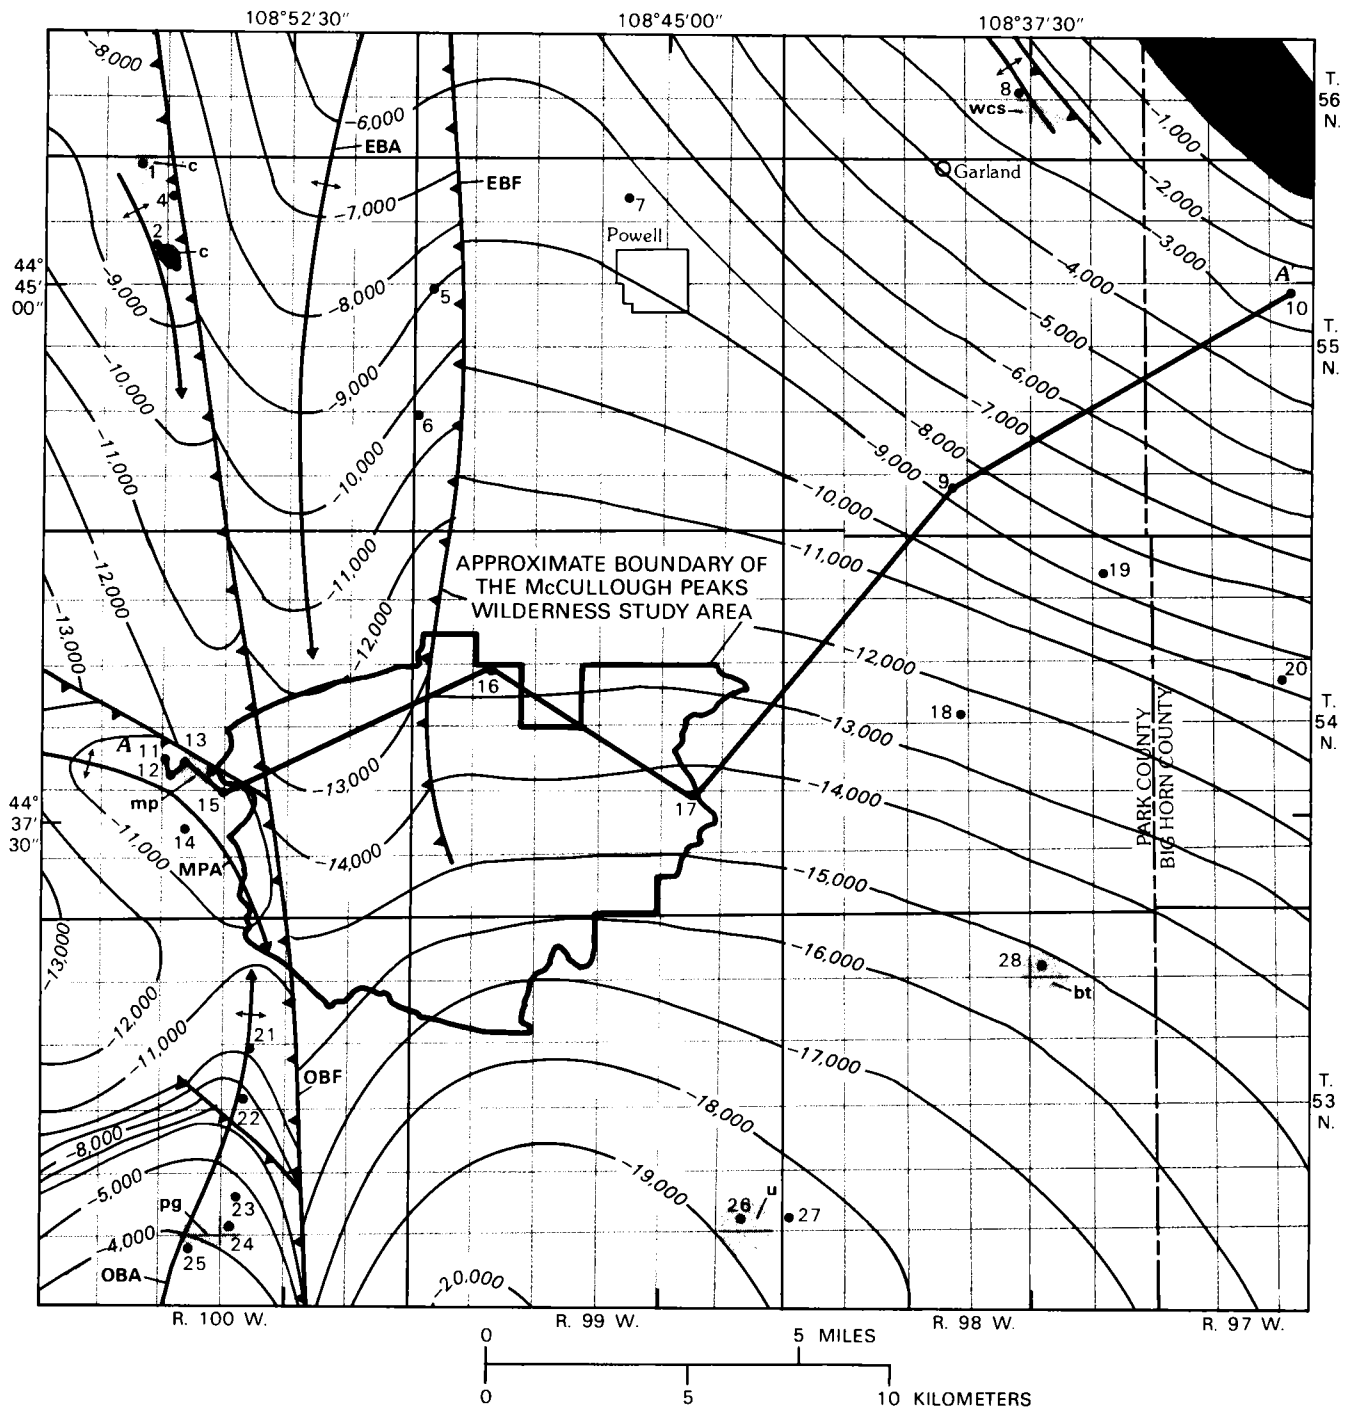 108°52'30"
108°45'00"
108°37'30"
-8,000
T.
56
N.
8
wcs
-1,000
-6,000
EBA
1
c
Garland
EBF
4
7
-2,000
-7,000
2
Powell
c
-3,000
44°
45'
00"
-4,000
A'
-9,000
-8,000
5
10
-5,000
T.
55
N.
-10,000
-9,000
-6,000
6
-7,000
-8,000
-11,000
-10,000
-9,000
9
-10,000
-12,000
-11,000
-11,000
APPROXIMATE BOUNDARY OF
THE McCULLOUGH PEAKS
WILDERNESS STUDY AREA
19
-13,000
-12,000
-12,000
20
16
18
T.
54
N.
-13,000
A
11
13
12
-13,000
-14,000
mp
15
17
44°
37'
30"
14
-11,000
MPA
-14,000
PARK COUNTY
BIG HORN COUNTY
-15,000
-13,000
-16,000
28
bt
-12,000
-11,000
21
-17,000
OBF
22
-18,000
T.
53
N.
-8,000
-5,000
-19,000
u
pg
23
26
27
-4,000
24
25
OBA
-20,000
R. 100 W.
R. 99 W.
R. 98 W.
R. 97 W.
0
5 MILES
0
5
10 KILOMETERS